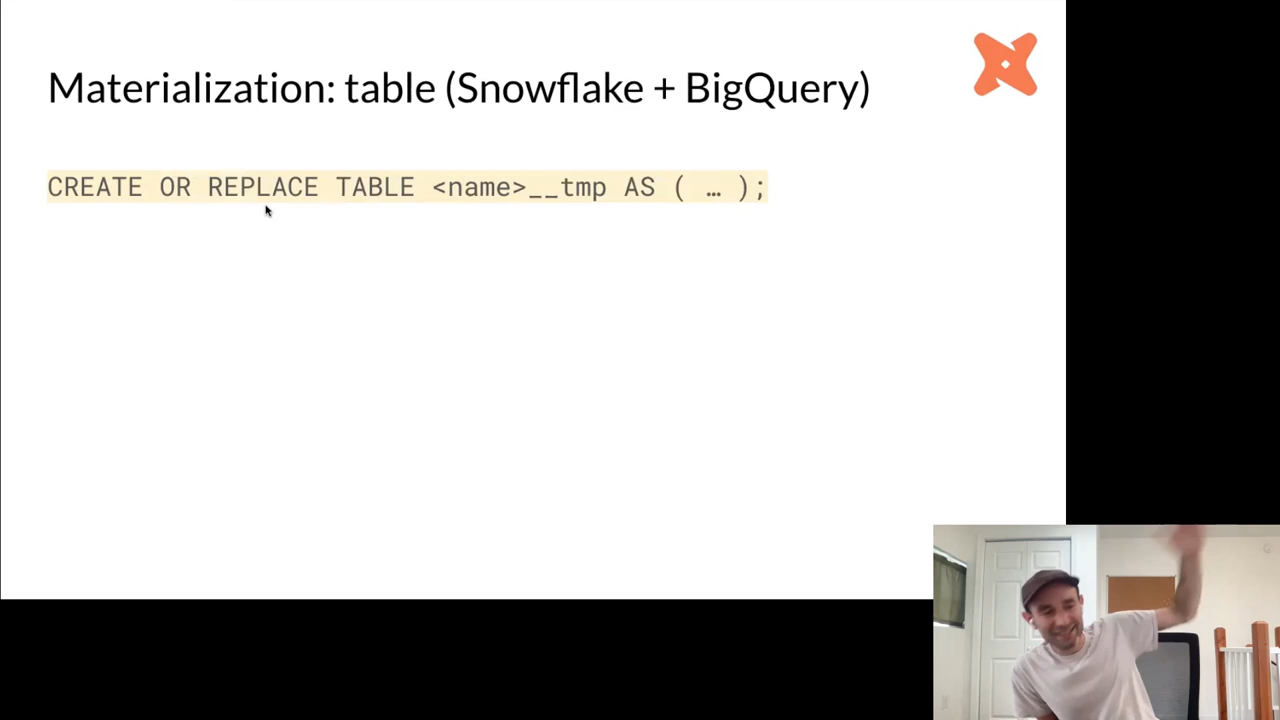 Materialization: table (Snowflake + BigQuery)
CREATE OR REPLACE TABLE <name>__tmp AS ( … );